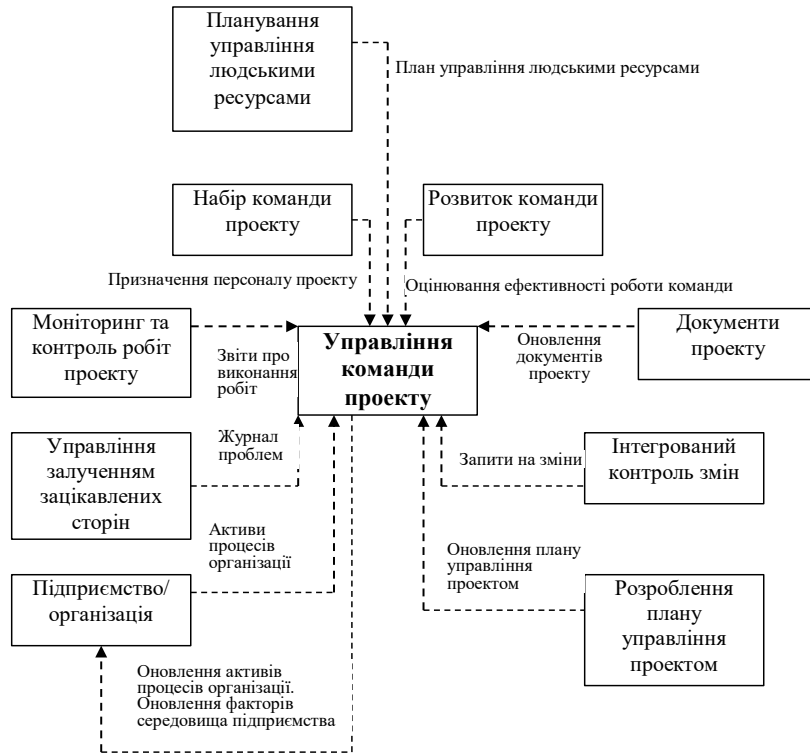 Планування
управління
людськими
ресурсами
План управління людськими ресурсами
Набір команди
проекту
Розвиток команди
проекту
Призначення персоналу проекту
Оцінювання ефективності роботи команди
Моніторинг та
контроль робіт
проекту
Звіти про
виконання
робіт
Управління
команди
проекту
Оновлення
документів
проекту
Документи
проекту
Управління
залученням
зацікавлених
сторін
Журнал
проблем
Запити на зміни
Інтегрований
контроль змін
Активи
процесів
організації
Підприємство/
організація
Оновлення плану
управління
проектом
Розроблення
плану
управління
проектом
Оновлення активів
процесів організації.
Оновлення факторів
середовища підприємства